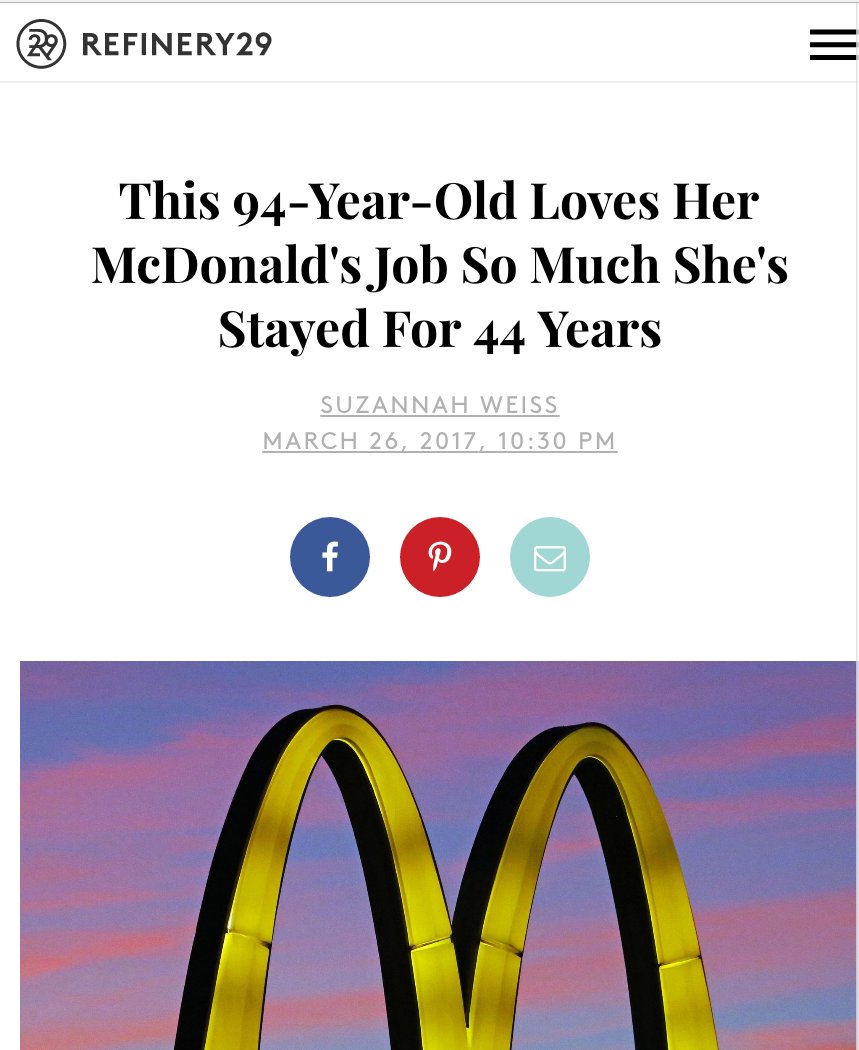 REFINERY29
This 94-Year-Old Loves Her
McDonald's Job So Much She's
Stayed For 44 Years
SUZANNAH WEISS
MARCH 26, 2017, 10:30 PM